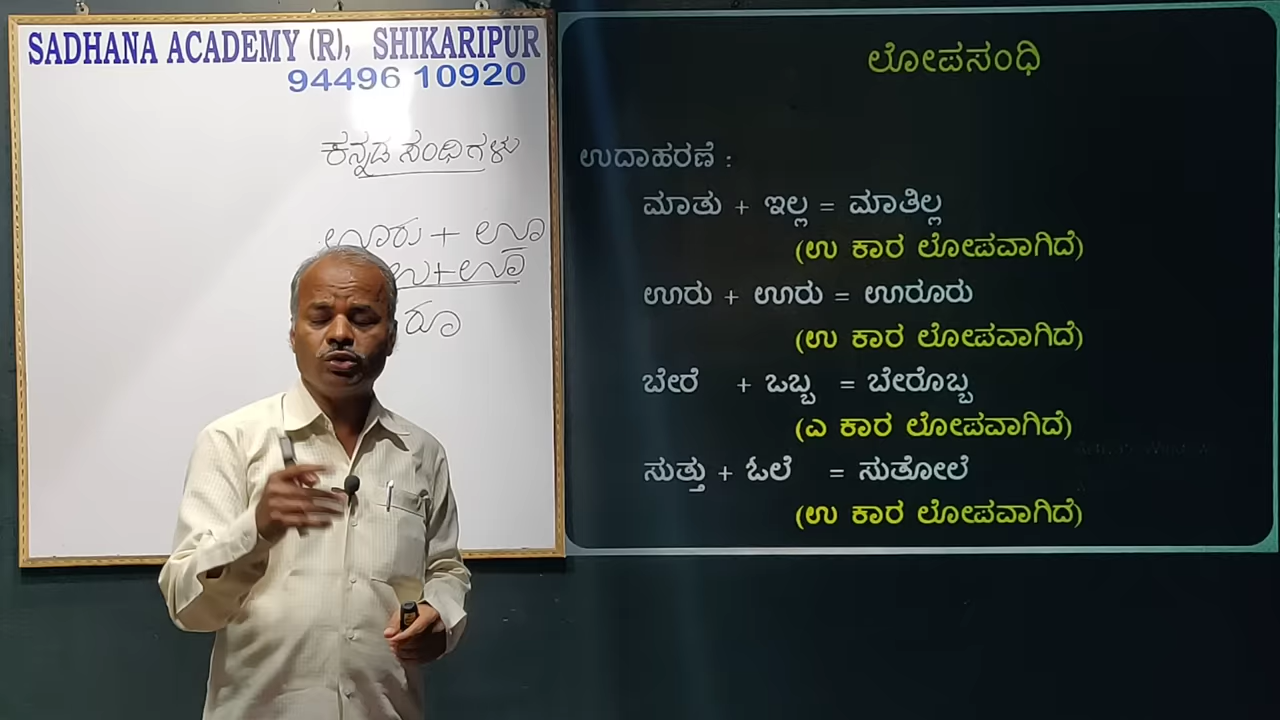 SADHANA ACADEMY (R), SHIKARIPUR
94496 10920
ಕನ್ನಡ ಸಂಧಿಗಳು
ಊರು + ಊ
ಉ+ಊ
ರೂ
ಲೋಪಸಂಧಿ
ಉದಾಹರಣೆ :
ಮಾತು + ಇಲ್ಲ = ಮಾತಿಲ್ಲ
(ಉ ಕಾರ ಲೋಪವಾಗಿದೆ)
ಊರು + ಊರು = ಊರೂರು
(ಉ ಕಾರ ಲೋಪವಾಗಿದೆ)
ಬೇರೆ + ಒಬ್ಬ = ಬೇರೊಬ್ಬ
(ಎ ಕಾರ ಲೋಪವಾಗಿದೆ)
ಸುತ್ತು + ಓಲೆ = ಸುತೋಲೆ
(ಉ ಕಾರ ಲೋಪವಾಗಿದೆ)